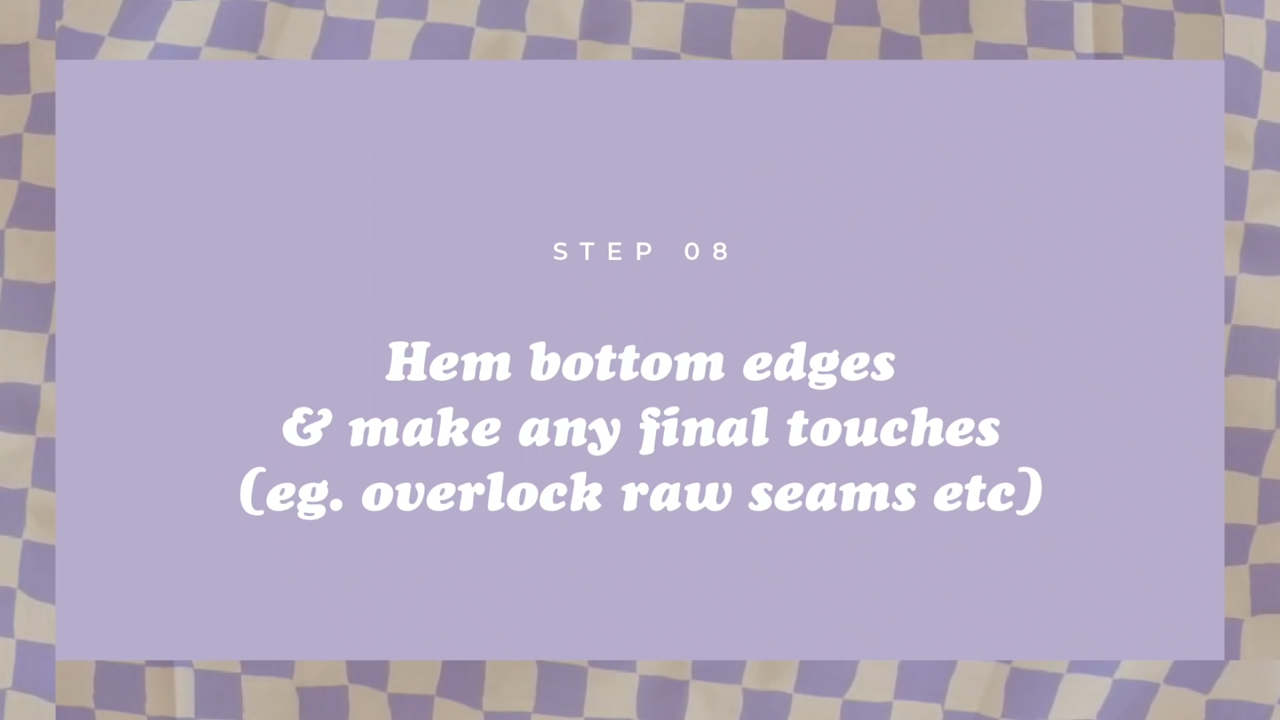 STEP 08
Hem bottom edges
& make any final touches
(eg. overlock raw seams etc)